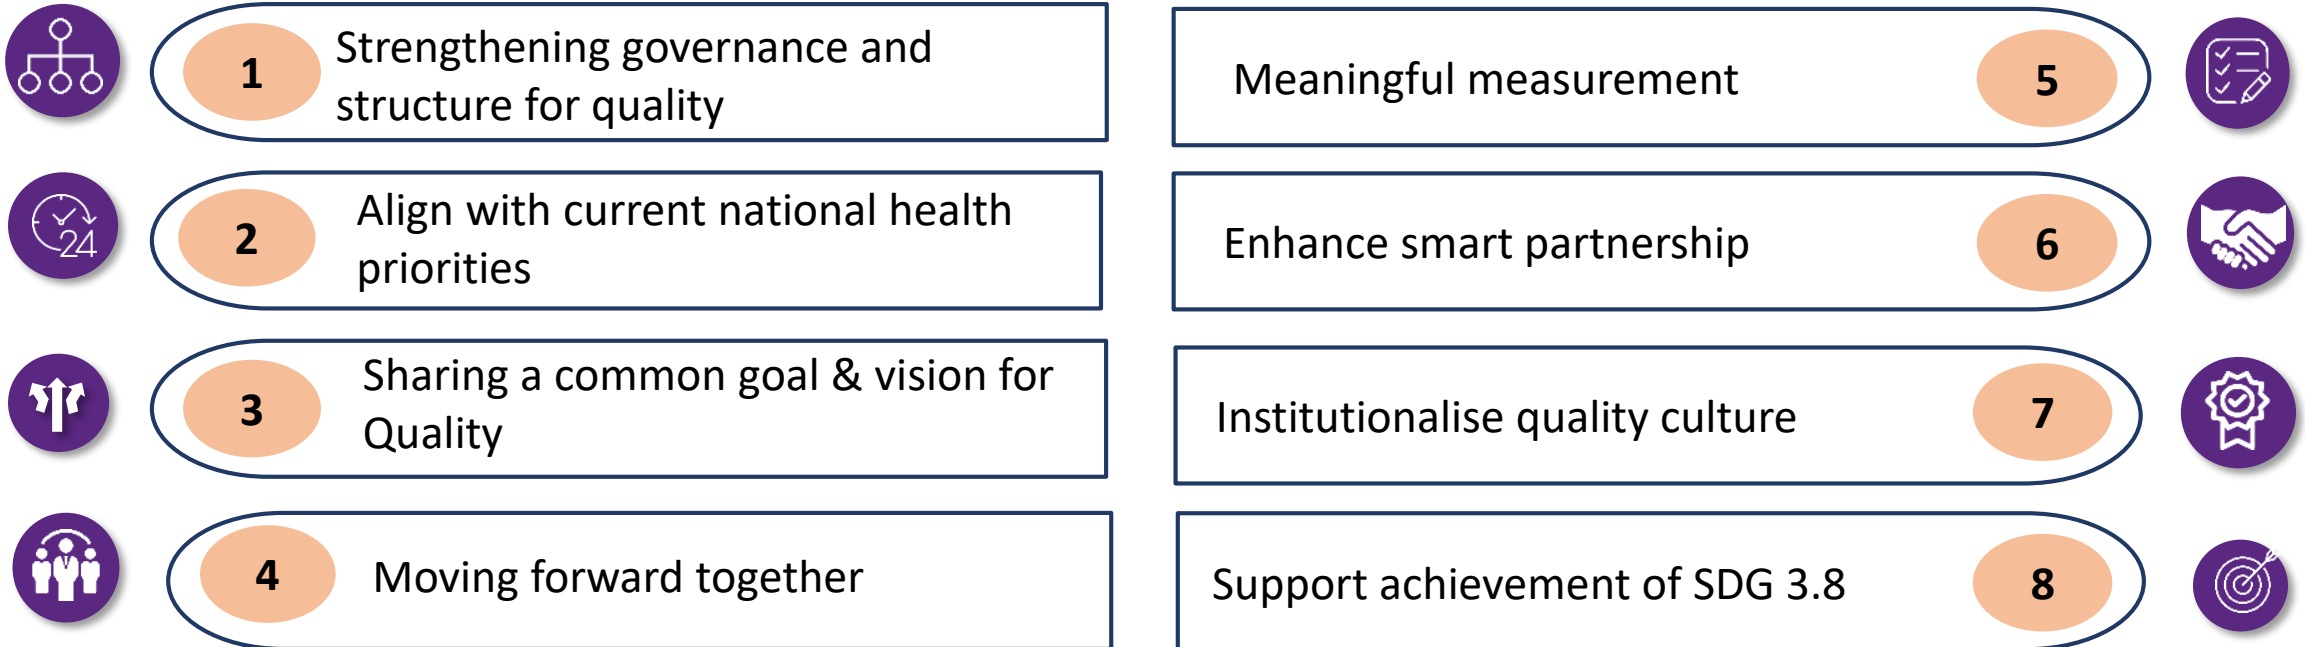 1
Strengthening governance and
structure for quality
2
Align with current national health
priorities
24
3
Sharing a common goal & vision for
Quality
4
Moving forward together
Meaningful measurement
5
Enhance smart partnership
6
Institutionalise quality culture
7
Support achievement of SDG 3.8
8